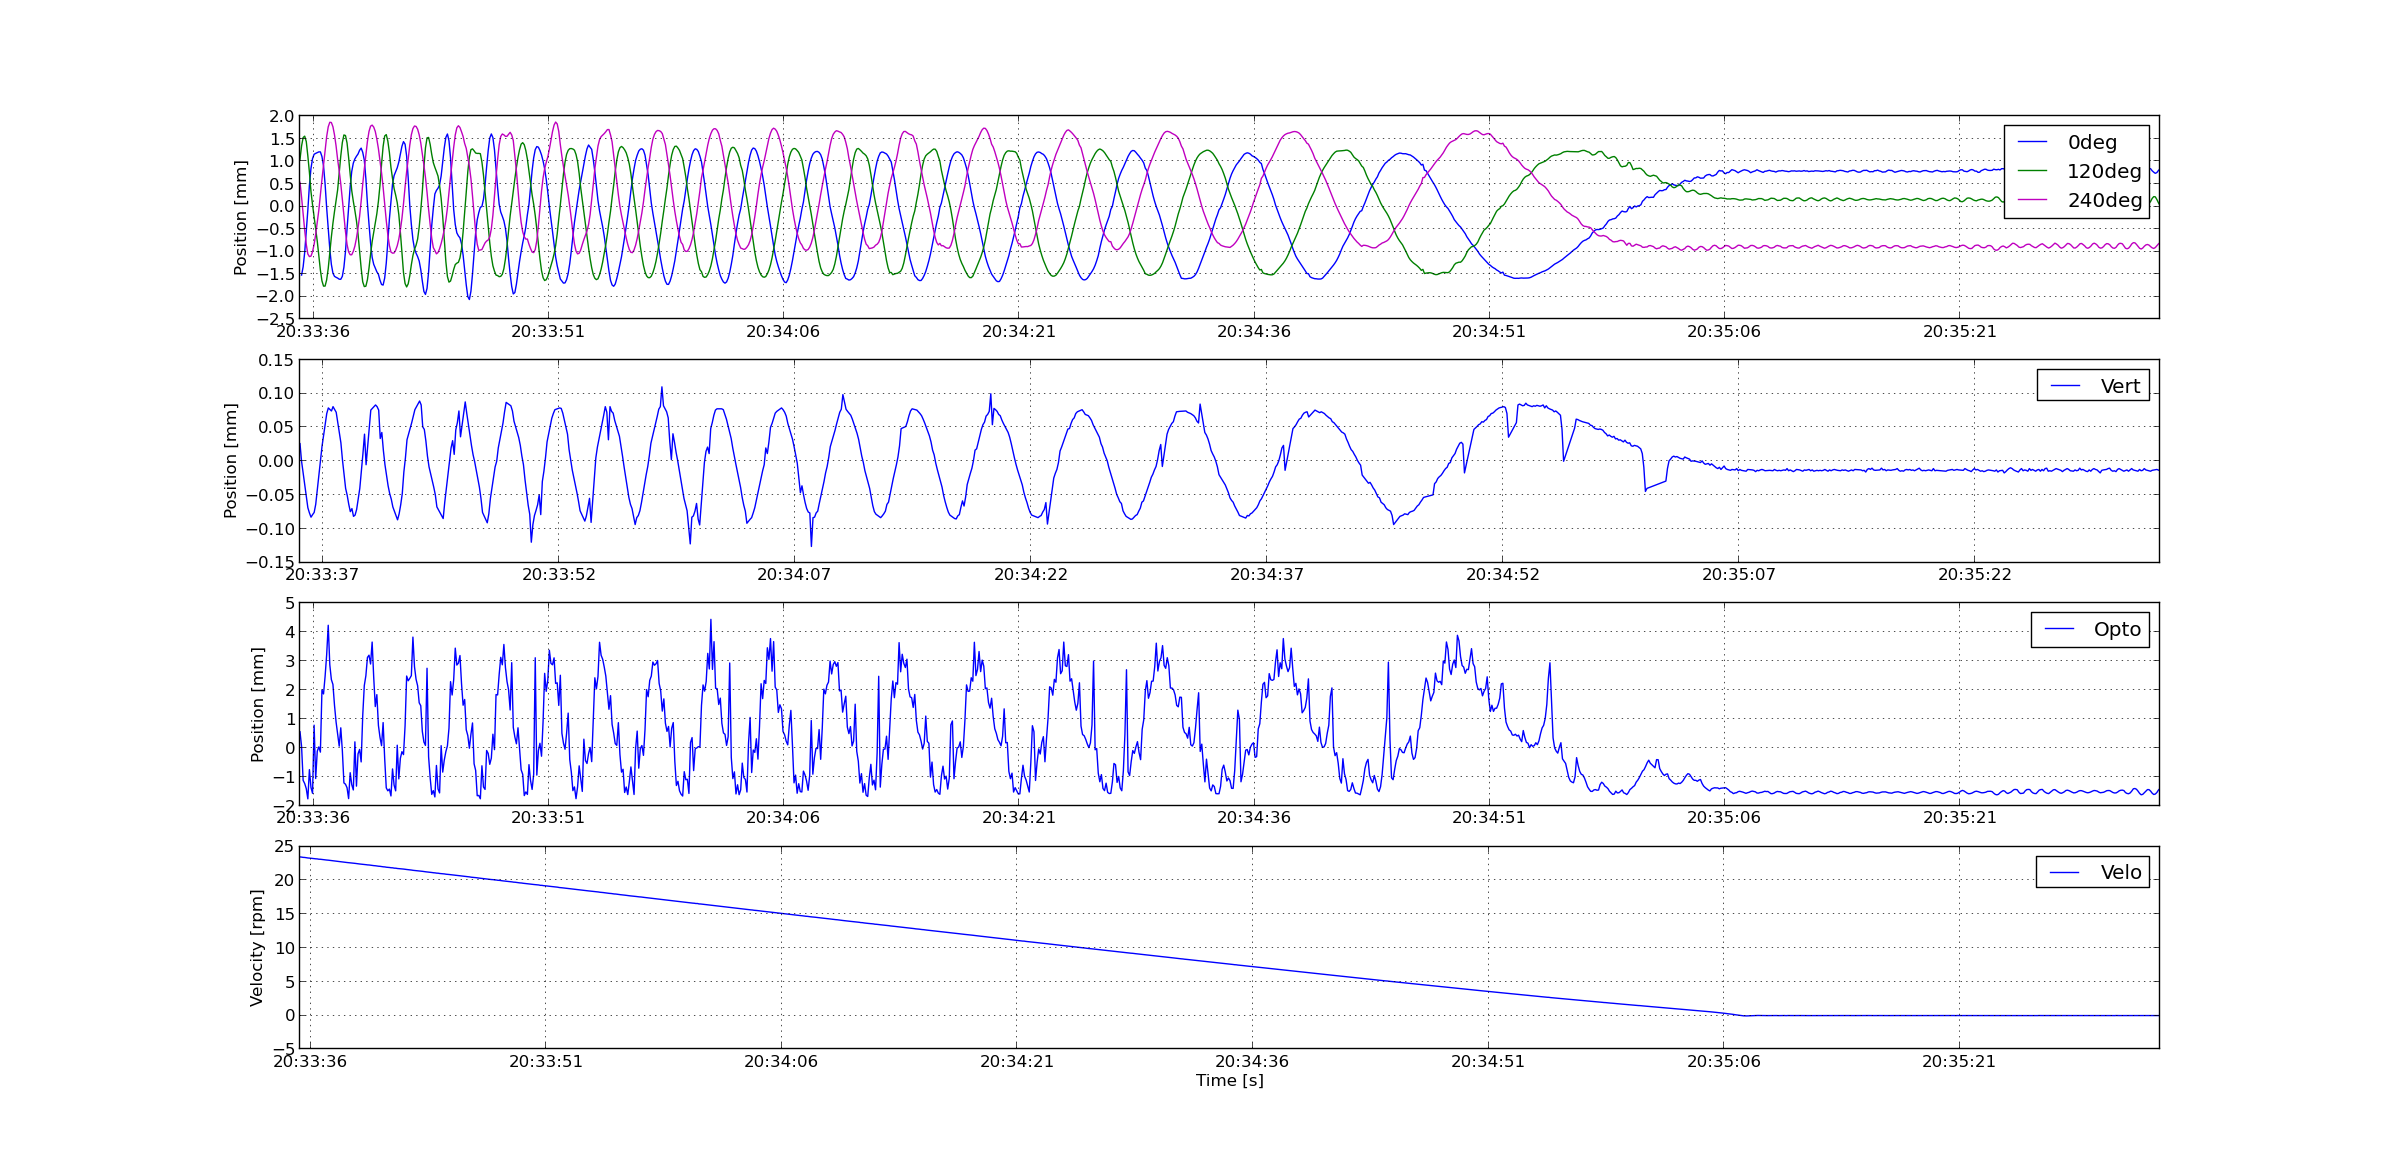 Position [mm]
2.0
1.5
1.0
0.5
0.0
−0.5
−1.0
−1.5
−2.0
−2.5
0deg
120deg
240deg
20:33:36 20:33:51 20:34:06 20:34:21 20:34:36 20:34:51 20:35:06 20:35:21
Position [mm]
0.15
0.10
0.05
0.00
−0.05
−0.10
−0.15
Vert
20:33:37 20:33:52 20:34:07 20:34:22 20:34:37 20:34:52 20:35:07 20:35:22
Position [mm]
5
4
3
2
1
0
−1
−2
Opto
20:33:36 20:33:51 20:34:06 20:34:21 20:34:36 20:34:51 20:35:06 20:35:21
Velocity [rpm]
25
20
15
10
5
0
−5
Velo
20:33:36 20:33:51 20:34:06 20:34:21 20:34:36 20:34:51 20:35:06 20:35:21
Time [s]